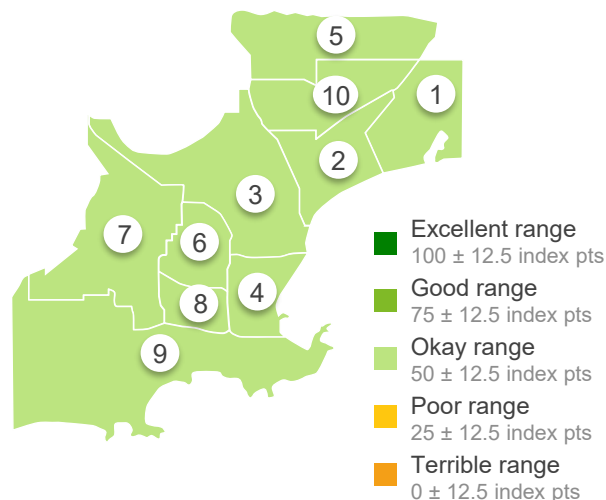 5
10
1
2
3
7
6
4
8
9
Excellent range
100 ± 12.5 index pts
Good range
75 ± 12.5 index pts
Okay range
50 ± 12.5 index pts
Poor range
25 ± 12.5 index pts
Terrible range
0 ± 12.5 index pts